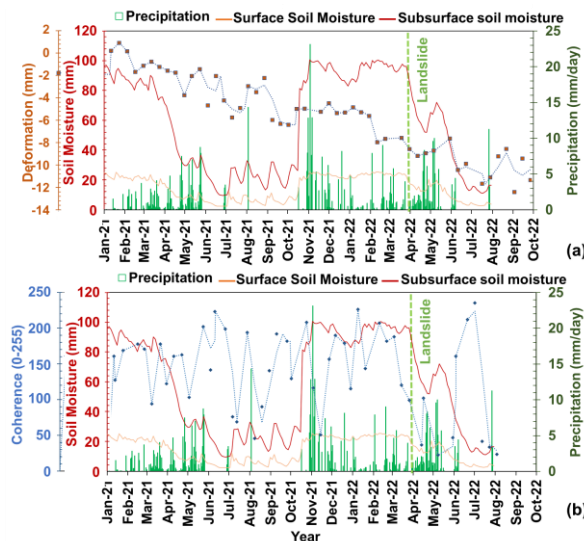 Precipitation Surface Soil Moisture Subsurface soil moisture
Deformation (mm)
2
0
-2
-4
-6
-8
-10
-12
-14
Soil Moisture (mm)
120
100
80
60
40
20
0
Landslide
25
20
15
10
5
0
Precipitation (mm/day)
Jan-21 Feb-21 Mar-21 Apr-21 May-21 Jun-21 Jul-21 Aug-21 Sep-21 Oct-21 Nov-21 Dec-21 Jan-22 Feb-22 Mar-22 Apr-22 May-22 Jun-22 Jul-22 Aug-22 Sep-22 Oct-22
(a)
Precipitation Surface Soil Moisture Subsurface soil moisture
Coherence (0-255)
250
200
150
100
50
0
Soil Moisture (mm)
120
100
80
60
40
20
0
Landslide
25
20
15
10
5
0
Precipitation (mm/day)
Jan-21 Feb-21 Mar-21 Apr-21 May-21 Jun-21 Jul-21 Aug-21 Sep-21 Oct-21 Nov-21 Dec-21 Jan-22 Feb-22 Mar-22 Apr-22 May-22 Jun-22 Jul-22 Aug-22 Sep-22 Oct-22
Year
(b)